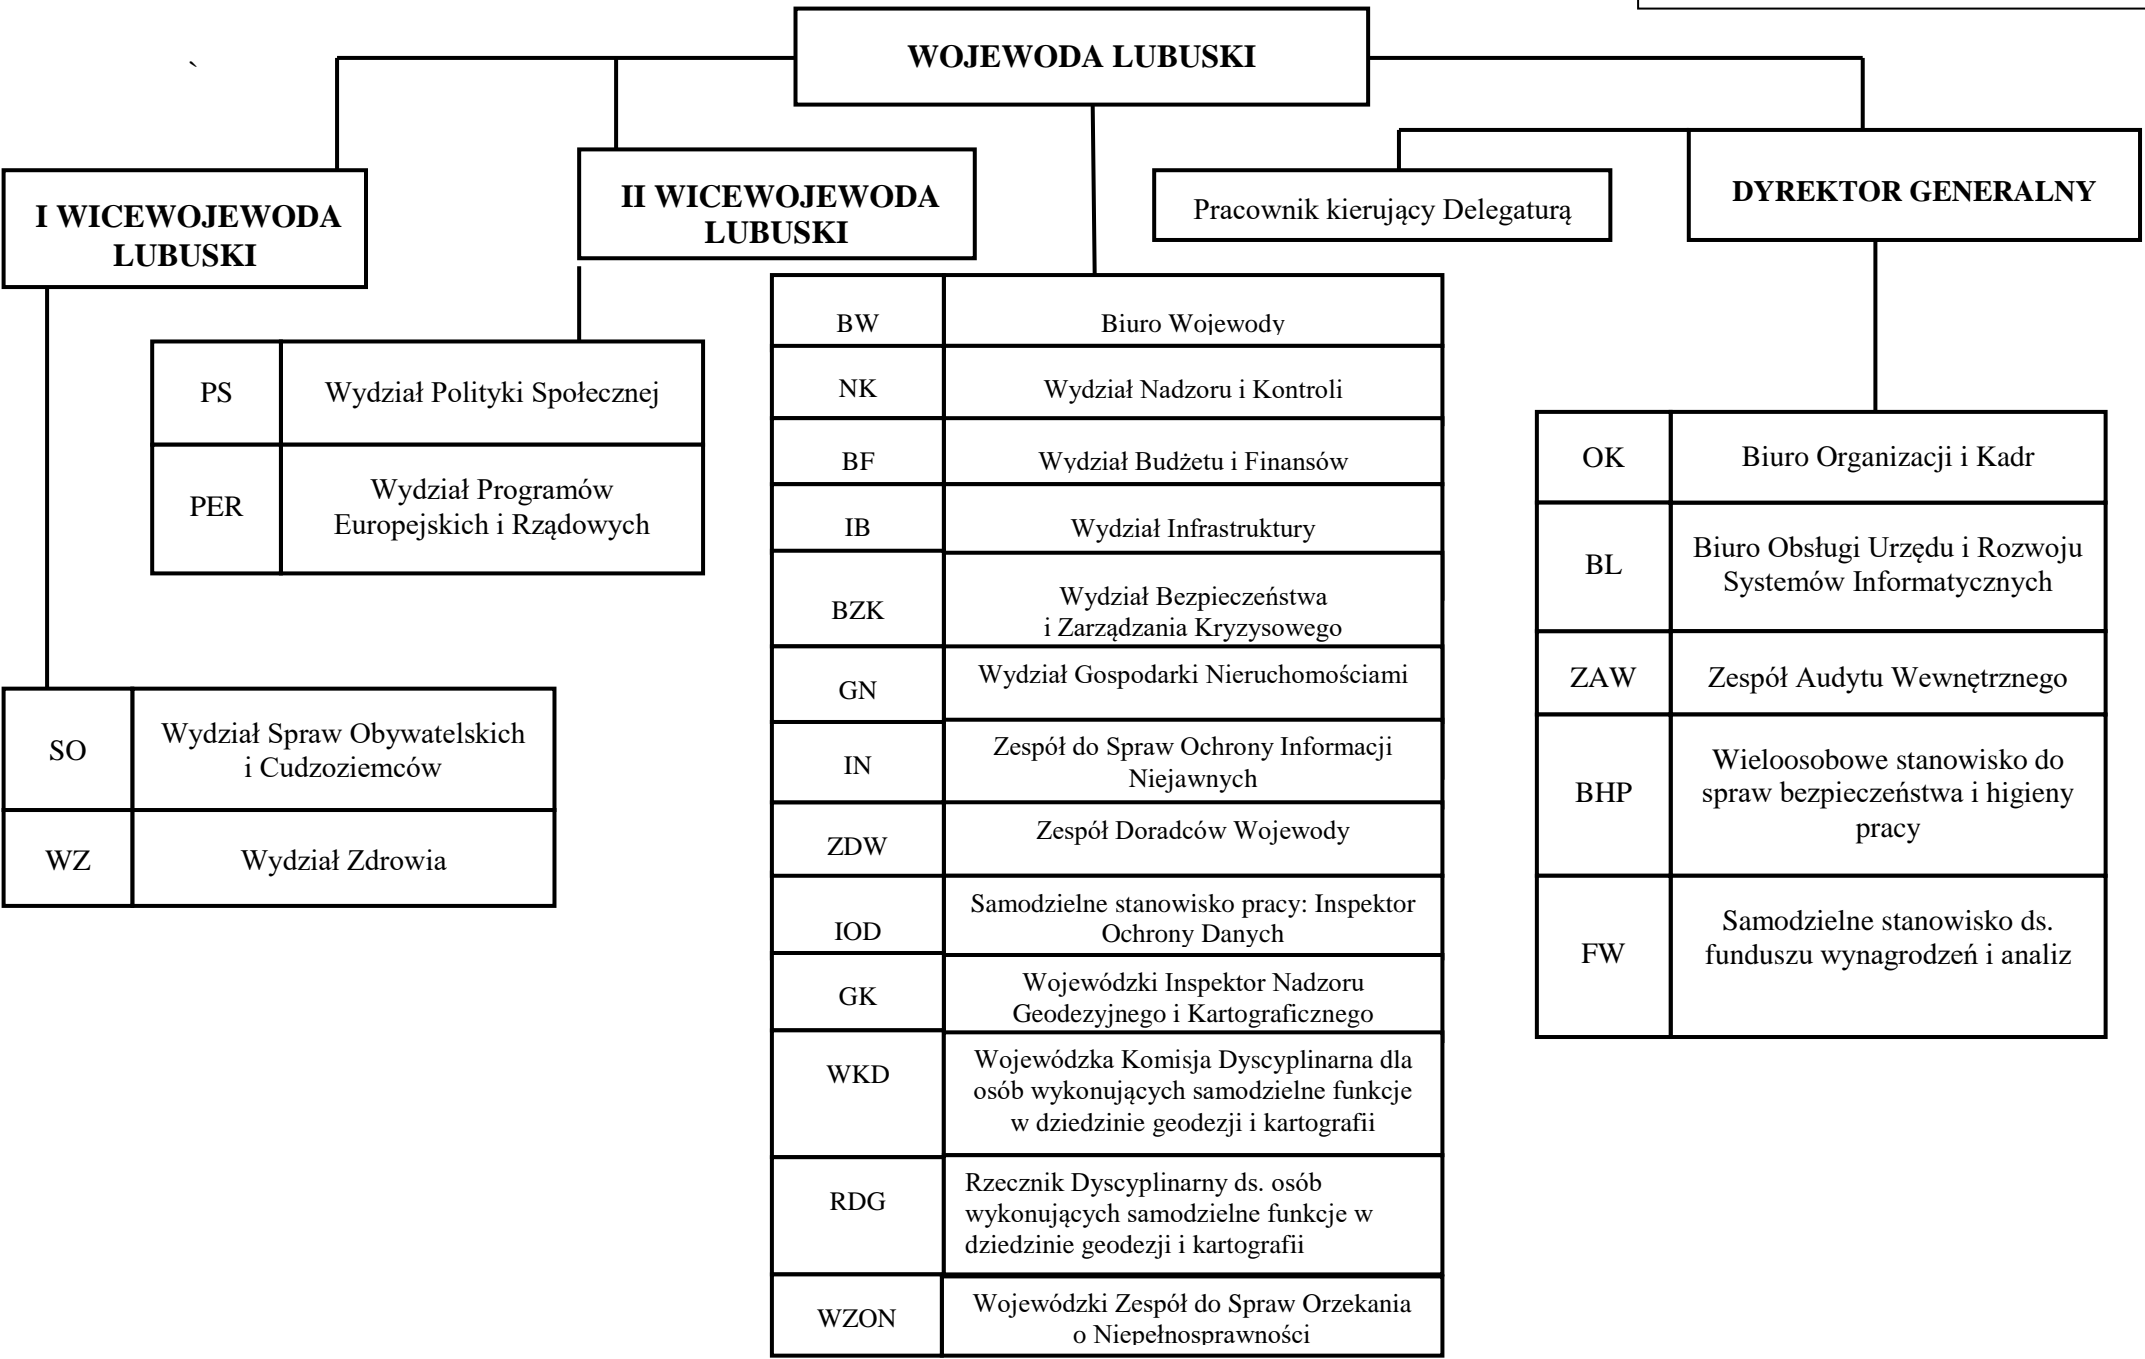 WOJEWODA LUBUSKI
`
I WICEWOJEWODA
LUBUSKI
II WICEWOJEWODA
LUBUSKI
Pracownik kierujący Delegaturą
DYREKTOR GENERALNY
PS
Wydział Polityki Społecznej
PER
Wydział Programów
Europejskich i Rządowych
SO
Wydział Spraw Obywatelskich
i Cudzoziemców
WZ
Wydział Zdrowia
BW
Biuro Wojewody
NK
Wydział Nadzoru i Kontroli
BF
Wydział Budżetu i Finansów
IB
Wydział Infrastruktury
BZK
Wydział Bezpieczeństwa
i Zarządzania Kryzysowego
GN
Wydział Gospodarki Nieruchomościami
IN
Zespół do Spraw Ochrony Informacji
Niejawnych
ZDW
Zespół Doradców Wojewody
IOD
Samodzielne stanowisko pracy: Inspektor
Ochrony Danych
GK
Wojewódzki Inspektor Nadzoru
Geodezyjnego i Kartograficznego
WKD
Wojewódzka Komisja Dyscyplinarna dla
osób wykonujących samodzielne funkcje
w dziedzinie geodezji i kartografii
RDG
Rzecznik Dyscyplinarny ds. osób
wykonujących samodzielne funkcje w
dziedzinie geodezji i kartografii
WZON
Wojewódzki Zespół do Spraw Orzekania
o Niepełnosprawności
OK
Biuro Organizacji i Kadr
BL
Biuro Obsługi Urzędu i Rozwoju
Systemów Informatycznych
ZAW
Zespół Audytu Wewnętrznego
BHP
Wieloosobowe stanowisko do
spraw bezpieczeństwa i higieny
pracy
FW
Samodzielne stanowisko ds.
funduszu wynagrodzeń i analiz